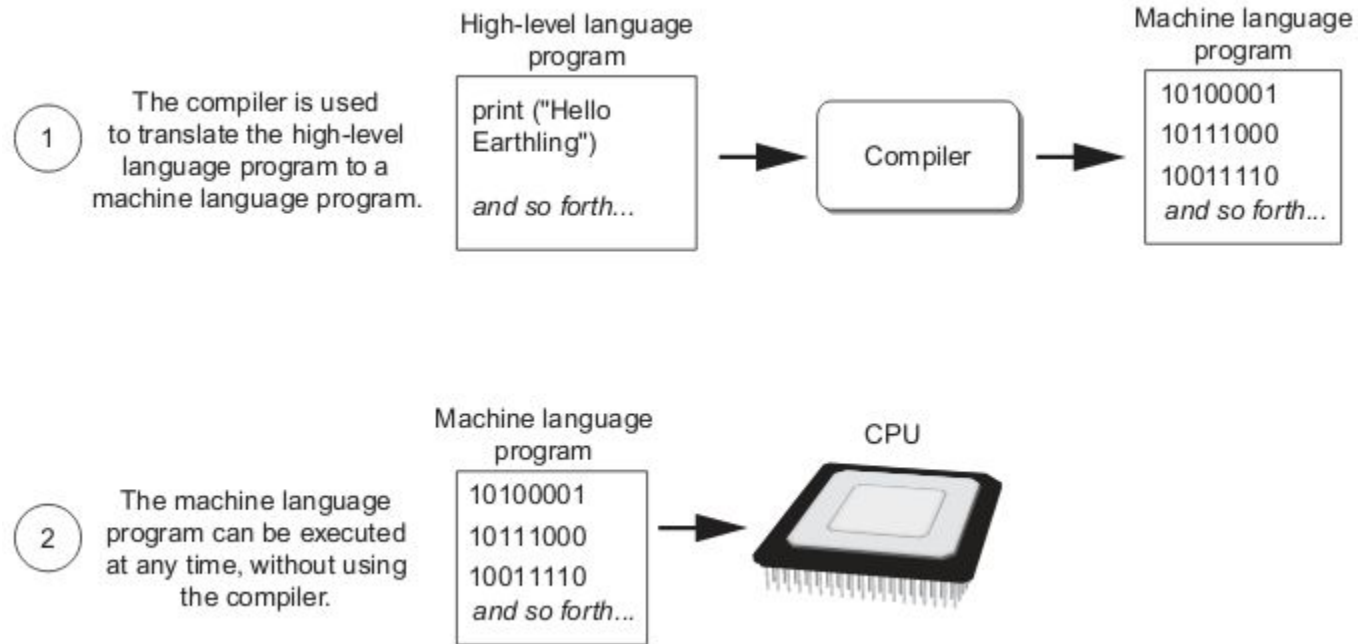 High-level language
program
Machine language
program
1
The compiler is used
to translate the high-level
language program to a
machine language program.
print ("Hello
Earthling")
and so forth...
Compiler
10100001
10111000
10011110
and so forth...
2
The machine language
program can be executed
at any time, without using
the compiler.
Machine language
program
10100001
10111000
10011110
and so forth...
CPU